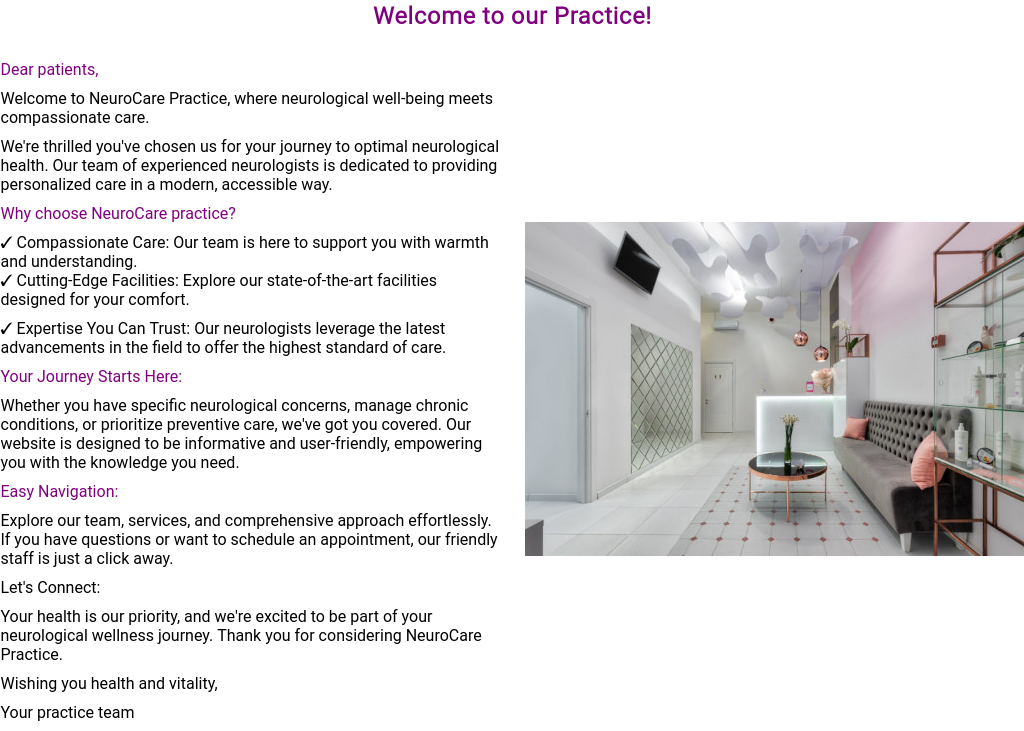 Welcome to our Practice!
Dear patients,
Welcome to NeuroCare Practice, where neurological well-being meets
compassionate care.
We're thrilled you've chosen us for your journey to optimal neurological
health. Our team of experienced neurologists is dedicated to providing
personalized care in a modern, accessible way.
Why choose NeuroCare practice?
✓ Compassionate Care: Our team is here to support you with warmth
and understanding.
✓ Cutting-Edge Facilities: Explore our state-of-the-art facilities
designed for your comfort.
✓ Expertise You Can Trust: Our neurologists leverage the latest
advancements in the field to offer the highest standard of care.
Your Journey Starts Here:
Whether you have specific neurological concerns, manage chronic
conditions, or prioritize preventive care, we've got you covered. Our
website is designed to be informative and user-friendly, empowering
you with the knowledge you need.
Easy Navigation:
Explore our team, services, and comprehensive approach effortlessly.
If you have questions or want to schedule an appointment, our friendly
staff is just a click away.
Let's Connect:
Your health is our priority, and we're excited to be part of your
neurological wellness journey. Thank you for considering NeuroCare
Practice.
Wishing you health and vitality,
Your practice team